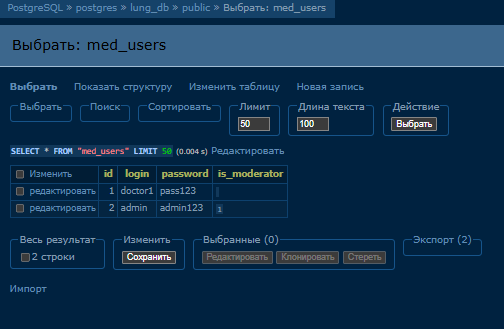 PostgreSQL » postgres » lung_db » public » Выбрать: med_users
Выбрать: med_users
Выбрать Показать структуру Изменить таблицу Новая запись
Выбрать Поиск Сортировать Лимит Длина текста Действие
50 100 Выбрать
SELECT * FROM "med_users" LIMIT 50 (0.004 s) Редактировать
Изменить id login password is_moderator
редактировать 1 doctor1 pass123
редактировать 2 admin admin123 1
Весь результат Изменить Выбранные (0) Экспорт (2)
2 строки Сохранить Редактировать Клонировать Стереть
Импорт